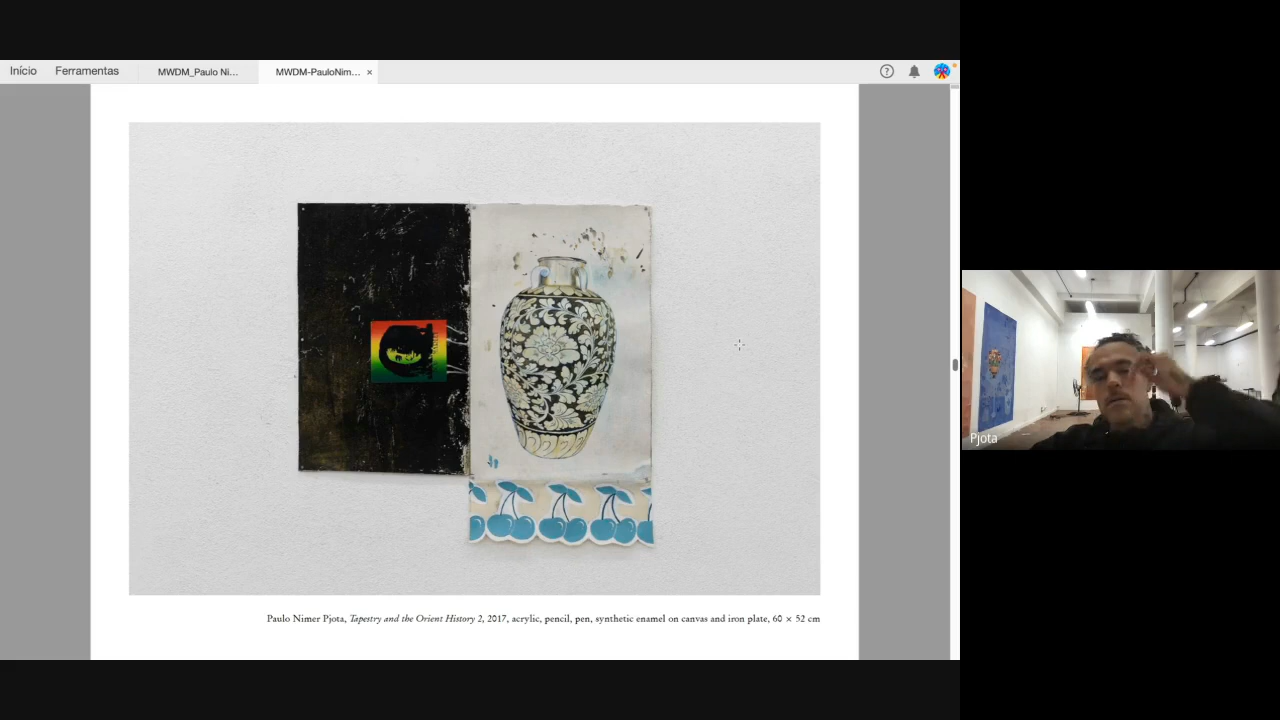 Início Ferramentas MWDM_Paulo Ni... MWDM-PauloNim... × ?
Paulo Nimer Pjota, Tapestry and the Orient History 2, 2017, acrylic, pencil, pen, synthetic enamel on canvas and iron plate, 60 × 52 cm
Pjota